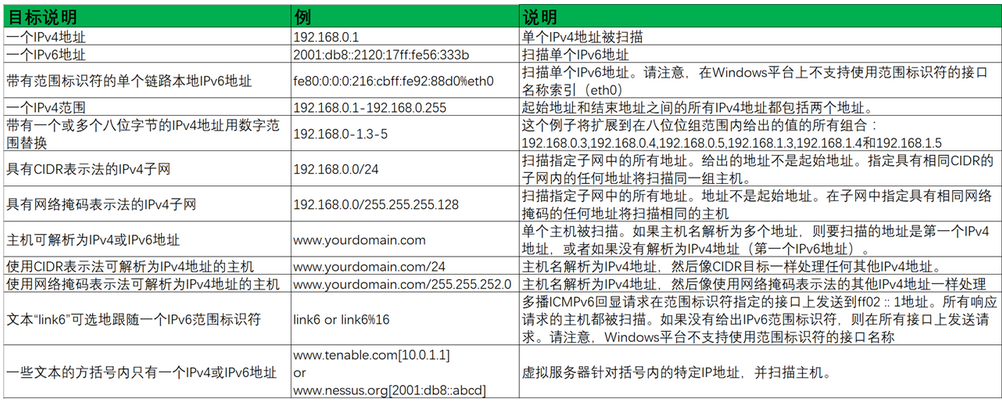 目标说明 例 说明
一个IPv4地址 192.168.0.1 单个IPv4地址被扫描
一个IPv6地址 2001:db8::2120:17ff:fe56:333b 扫描单个IPv6地址
带有范围标识符的单个链路本地IPv6地址 fe80:0:0:0:216:cbff:fe92:88d0%eth0 扫描单个IPv6地址。请注意，在Windows平台上不支持使用范围标识符的接口
名称索引（eth0）
一个IPv4范围 192.168.0.1-192.168.0.255 起始地址和结束地址之间的所有IPv4地址都包括两个地址。
带有一个或多个八位字节的IPv4地址用数字范
围替换 192.168.0-1.3-5 这个例子将扩展到在八位位组范围内给出的值的所有组合：
192.168.0.3,192.168.0.4,192.168.0.5,192.168.1.3,192.168.1.4和192.168.1.5
具有CIDR表示法的IPv4子网 192.168.0.0/24 扫描指定子网中的所有地址。给出的地址不是起始地址。指定具有相同CIDR的
子网内的任何地址将扫描同一组主机。
具有网络掩码表示法的IPv4子网 192.168.0.0/255.255.255.128 扫描指定子网中的所有地址。地址不是起始地址。在子网中指定具有相同网络
掩码的任何地址将扫描相同的主机
主机可解析为IPv4或IPv6地址 www.yourdomain.com 单个主机被扫描。如果主机名解析为多个地址，则要扫描的地址是第一个IPv4
地址，或者如果没有解析为IPv4地址（第一个IPv6地址）。
使用CIDR表示法可解析为IPv4地址的主机 www.yourdomain.com/24 主机名解析为IPv4地址，然后像CIDR目标一样处理任何其他IPv4地址。
使用网络掩码表示法可解析为IPv4地址的主机 www.yourdomain.com/255.255.252.0 主机名解析为IPv4地址，然后像使用网络掩码表示法的其他IPv4地址一样处理
文本“link6”可选地跟随一个IPv6范围标识符 link6 or link6%16 多播ICMPv6回显请求在范围标识符指定的接口上发送到ff02 :: 1地址。所有响应
请求的主机都被扫描。如果没有给出IPv6范围标识符，则在所有接口上发送请
求。请注意，Windows平台不支持使用范围标识符的接口名称
一些文本的方括号内只有一个IPv4或IPv6地址 www.tenable.com[10.0.1.1]
or
www.nessus.org[2001:db8::abcd] 虚拟服务器针对括号内的特定IP地址，并扫描主机。